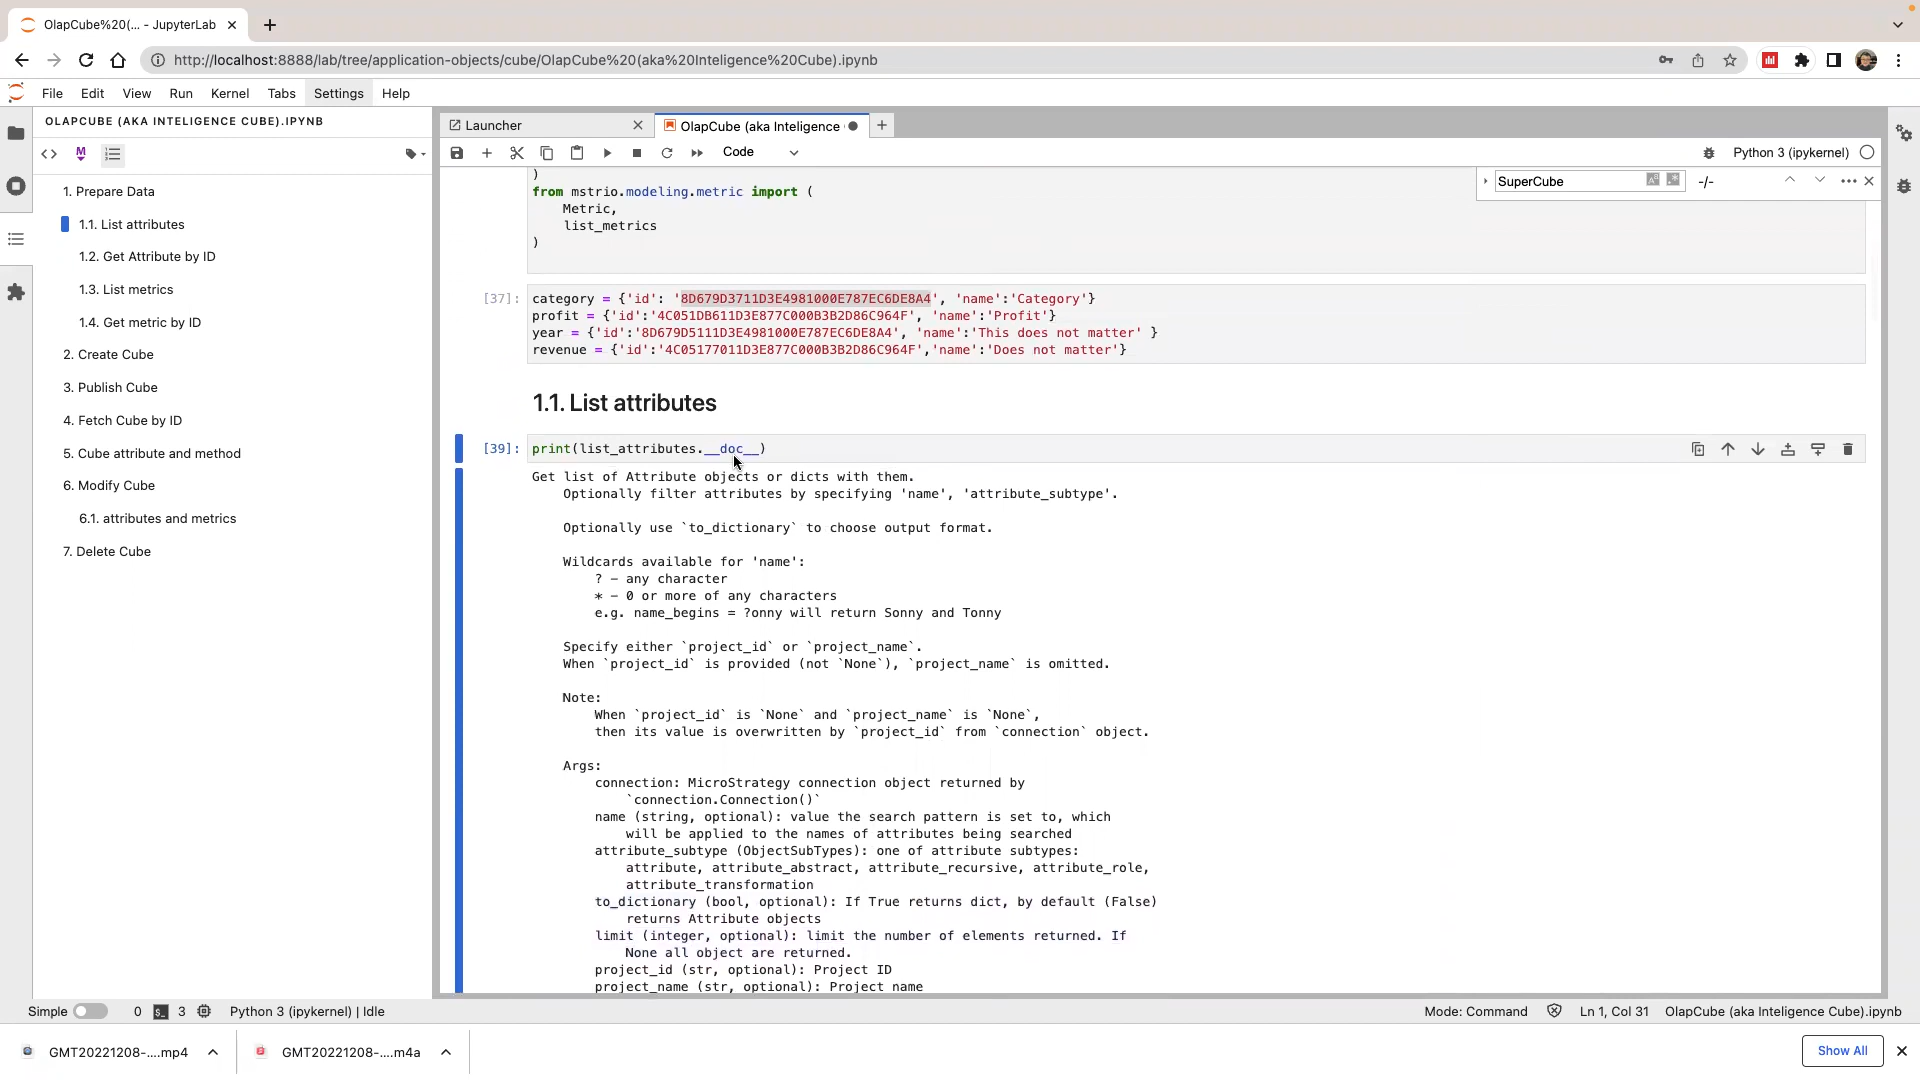 OlapCube%20(... - JupyterLab
http://localhost:8888/lab/tree/application-objects/cube/OlapCube%20(aka%20Inteligence%20Cube).ipynb
File Edit View Run Kernel Tabs Settings Help
OLAPCUBE (AKA INTELIGENCE CUBE).IPYNB
1. Prepare Data
1.1. List attributes
1.2. Get Attribute by ID
1.3. List metrics
1.4. Get metric by ID
2. Create Cube
3. Publish Cube
4. Fetch Cube by ID
5. Cube attribute and method
6. Modify Cube
6.1. attributes and metrics
7. Delete Cube
Launcher
OlapCube (aka Inteligence
Code
Python 3 (ipykernel)
SuperCube
-/-
)
from mstrio.modeling.metric import (
Metric,
list_metrics
)
[37]:
category = {'id': '8D679D3711D3E4981000E787EC6DE8A4', 'name':'Category'}
profit = {'id':'4C051DB611D3E877C000B3B2D86C964F', 'name':'Profit'}
year = {'id':'8D679D5111D3E4981000E787EC6DE8A4', 'name':'This does not matter' }
revenue = {'id':'4C05177011D3E877C000B3B2D86C964F','name':'Does not matter'}
1.1. List attributes
[39]:
print(list_attributes.__doc__)
Get list of Attribute objects or dicts with them.
Optionally filter attributes by specifying 'name', 'attribute_subtype'.
Optionally use `to_dictionary` to choose output format.
Wildcards available for 'name':
? – any character
* – 0 or more of any characters
e.g. name_begins = ?onny will return Sonny and Tonny
Specify either `project_id` or `project_name`.
When `project_id` is provided (not `None`), `project_name` is omitted.
Note:
When `project_id` is `None` and `project_name` is `None`,
then its value is overwritten by `project_id` from `connection` object.
Args:
connection: MicroStrategy connection object returned by
`connection.Connection()`
name (string, optional): value the search pattern is set to, which
will be applied to the names of attributes being searched
attribute_subtype (ObjectSubTypes): one of attribute subtypes:
attribute, attribute_abstract, attribute_recursive, attribute_role,
attribute_transformation
to_dictionary (bool, optional): If True returns dict, by default (False)
returns Attribute objects
limit (integer, optional): limit the number of elements returned. If
None all object are returned.
project_id (str, optional): Project ID
project_name (str, optional): Project name
Simple 0 3 Python 3 (ipykernel) | Idle
Mode: Command
Ln 1, Col 31
OlapCube (aka Inteligence Cube).ipynb
GMT20221208-....mp4
GMT20221208-....m4a
Show All